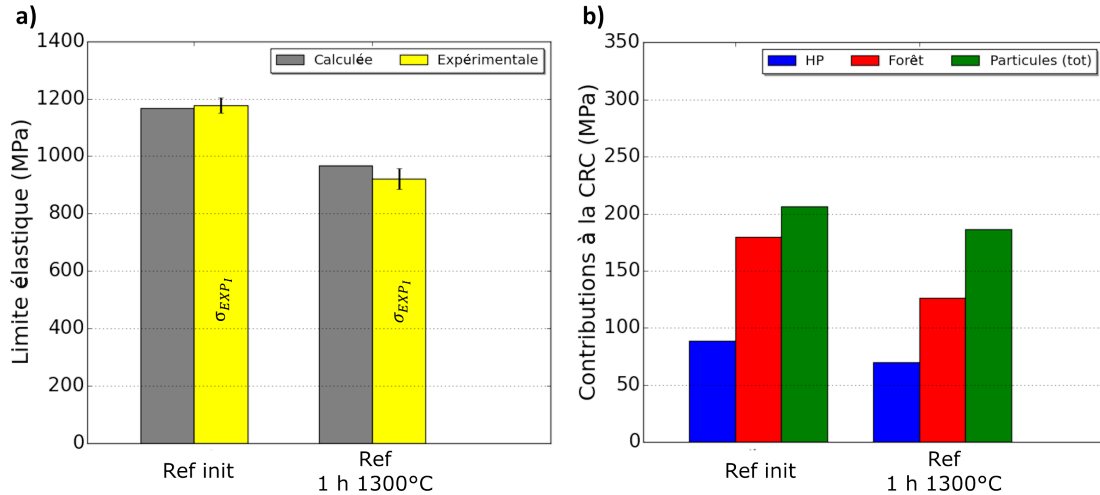 a)
1400
1200
1000
800
600
400
200
0
Limite élastique (MPa)
Calculée Expérimentale
σ_EXP_I
σ_EXP_I
Ref init
Ref
1 h 1300°C
b)
350
300
250
200
150
100
50
0
Contributions à la CRC (MPa)
HP Forêt Particules (tot)
Ref init
Ref
1 h 1300°C